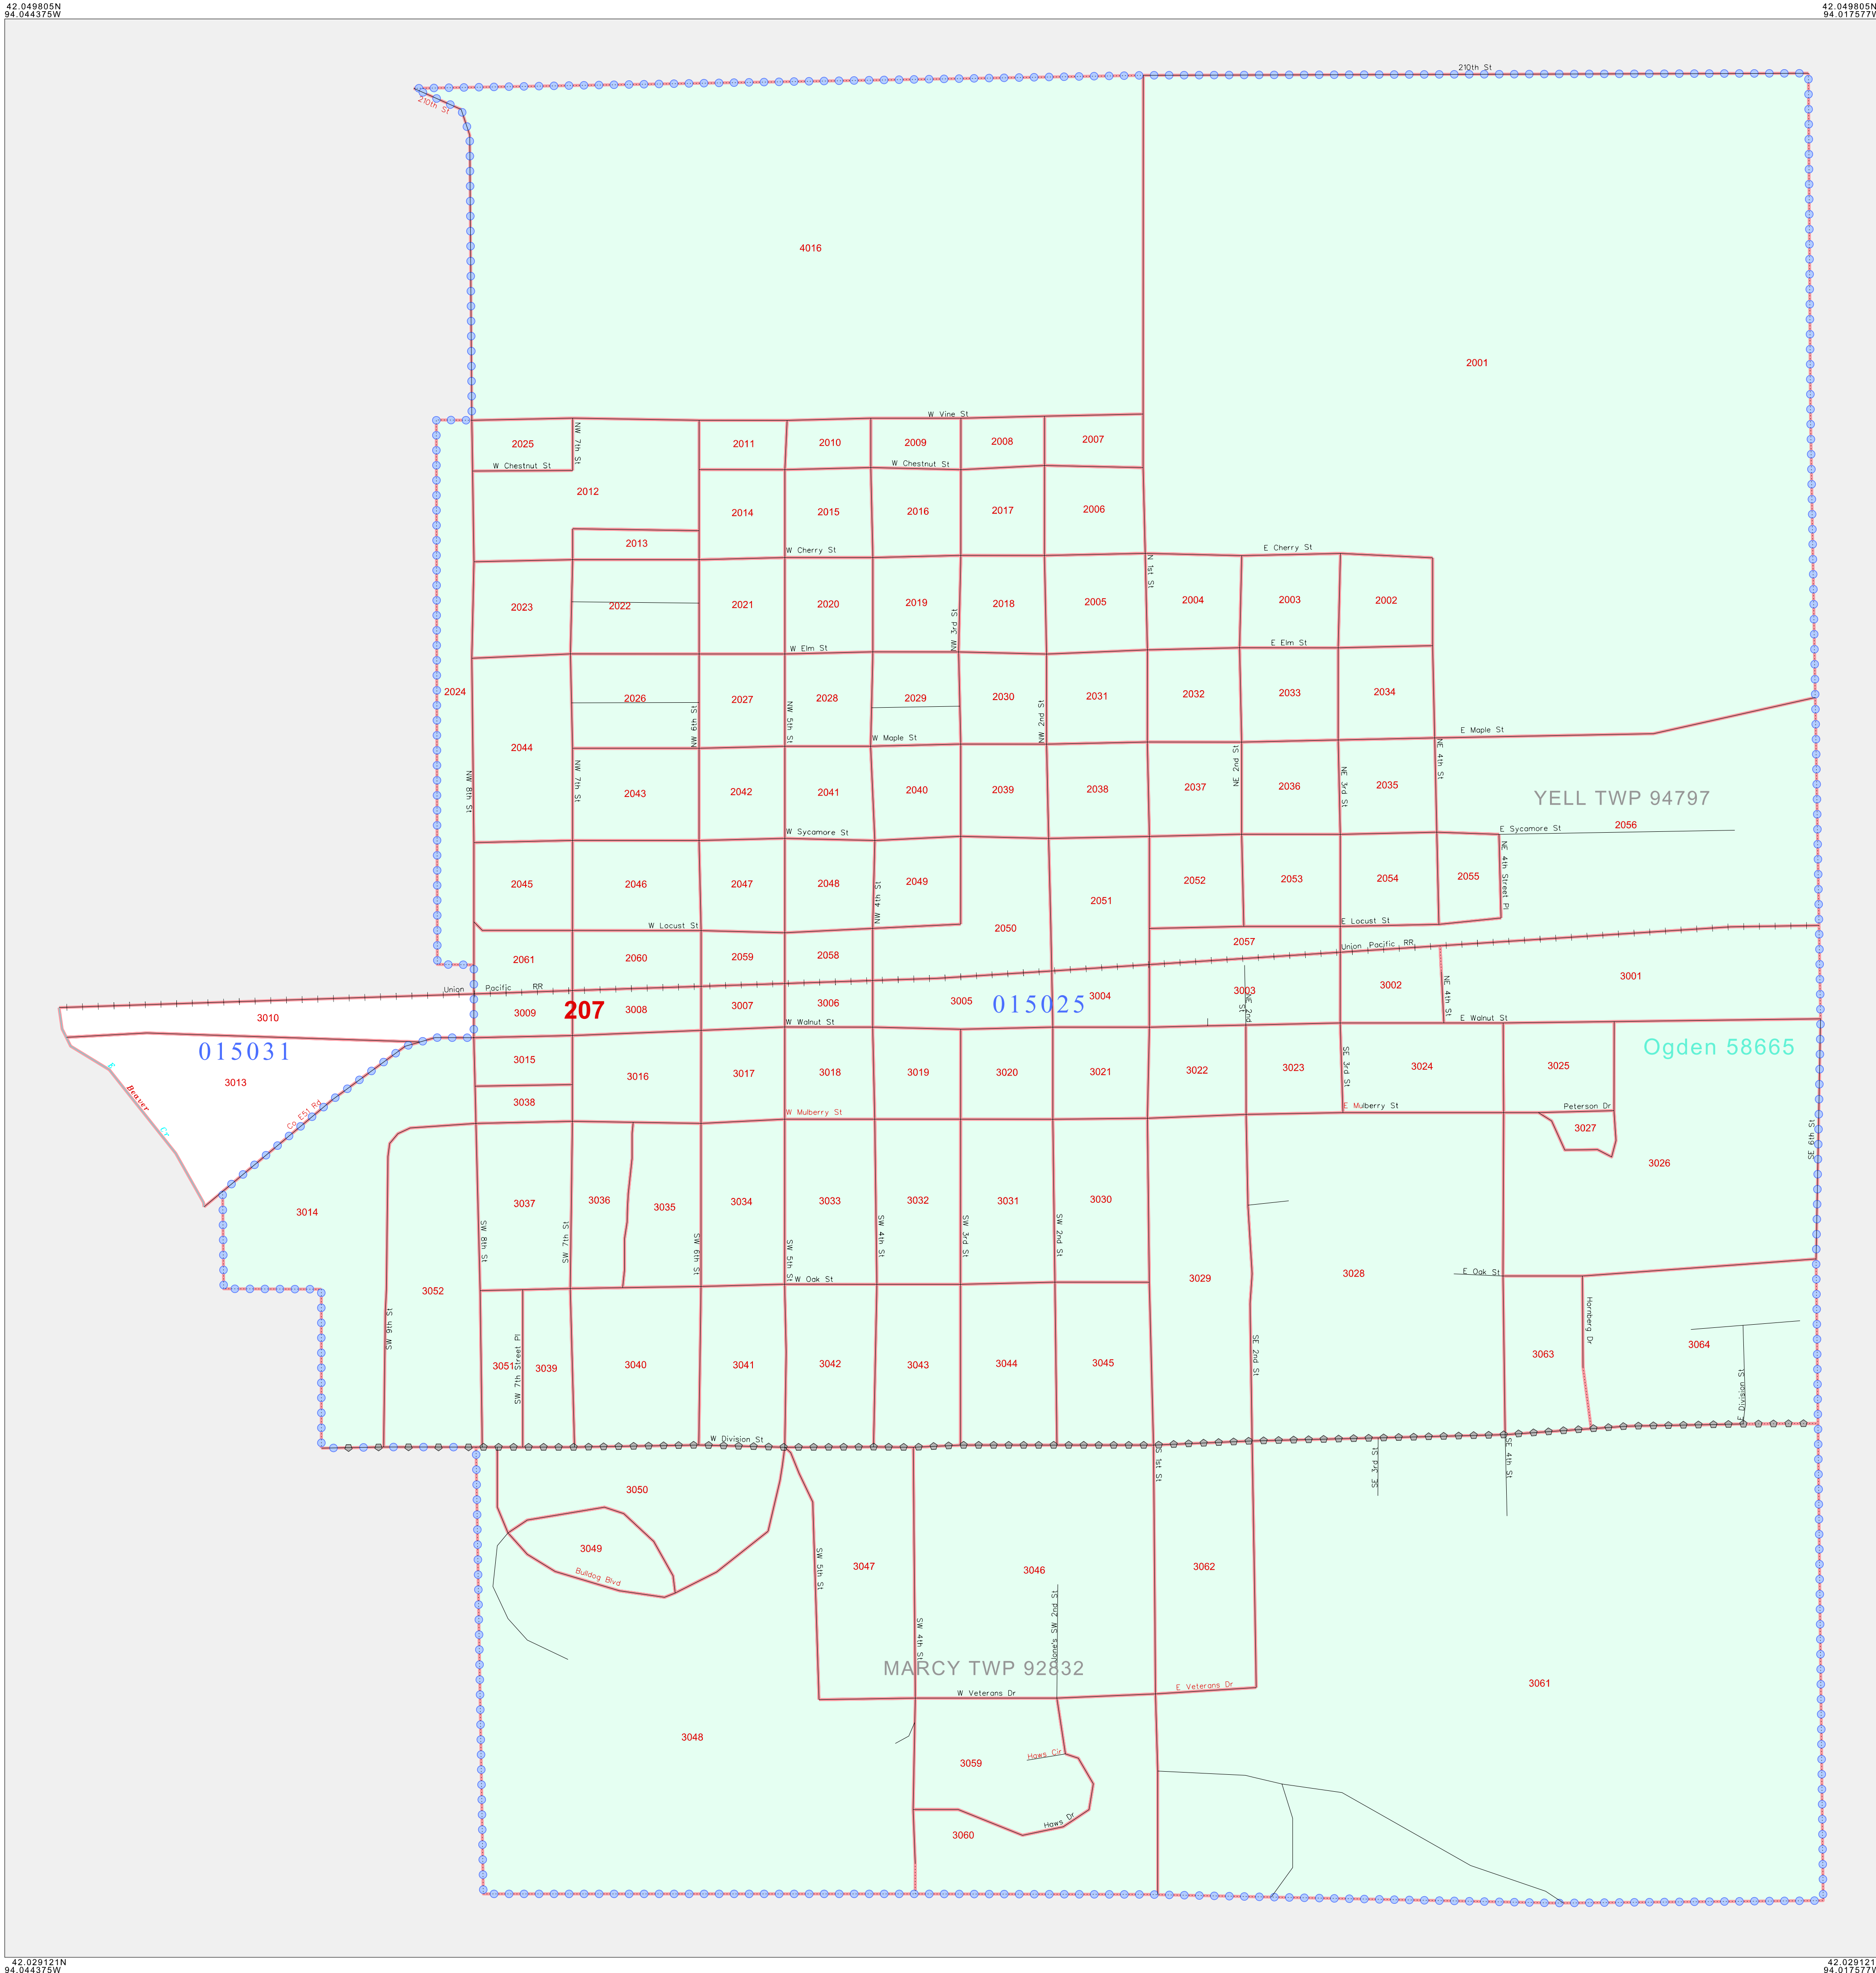 42.049805N
94.044375W
42.049805N
94.017577W
210th St
210th St
4016
2001
W Vine St
2025
NW 7th St
2011
2010
2009
2008
2007
W Chestnut St
W Chestnut St
2012
2014
2015
2016
2017
2006
2013
W Cherry St
E Cherry St
N 1st St
2023
2022
2021
2020
2019
NW 3rd St
2018
2005
2004
2003
2002
W Elm St
E Elm St
2024
2026
2027
2028
2029
2030
2031
2032
2033
2034
NW 6th St
NW 5th St
NW 2nd St
W Maple St
E Maple St
2044
NW 8th St
NW 7th St
2043
2042
2041
2040
2039
2038
2037
NE 2nd St
2036
NE 3rd St
2035
NE 4th St
YELL TWP 94797
2056
W Sycamore St
E Sycamore St
2045
2046
2047
2048
NW 4th St
2049
2051
2052
2053
2054
2055
NE 4th Street Pl
W Locust St
E Locust St
2050
2057
2061
2060
2059
2058
Union Pacific RR
Union Pacific RR
3010
3009
207
3008
3007
3006
3005
015025
3004
3003
NE 2nd St
3002
NE 4th St
3001
W Walnut St
E Walnut St
015031
Ogden 58665
3013
3015
3016
3017
3018
3019
3020
3021
3022
3023
SE 3rd St
3024
3025
E
Beaver
Cr
Co E51 Rd
3038
W Mulberry St
E Mulberry St
Peterson Dr
3027
3026
SE 6th St
3014
3037
3036
3035
3034
3033
3032
3031
3030
SW 8th St
SW 7th St
SW 6th St
SW 5th St
SW 4th St
SW 3rd St
SW 2nd St
W Oak St
3029
3028
E Oak St
3052
SW 9th St
3051
SW 7th Street Pl
3039
3040
3041
3042
3043
3044
3045
SE 2nd St
3063
Hornberg Dr
3064
E Division St
W Division St
S 1st St
SE 3rd St
SE 4th St
3050
3049
Bulldog Blvd
SW 5th St
3047
3046
3062
SW 4th St
Jone's SW 2nd St
MARCY TWP 92832
W Veterans Dr
E Veterans Dr
3061
3048
3059
Haws Cir
Haws Dr
3060
42.029121N
94.044375W
42.029121
94.017577W